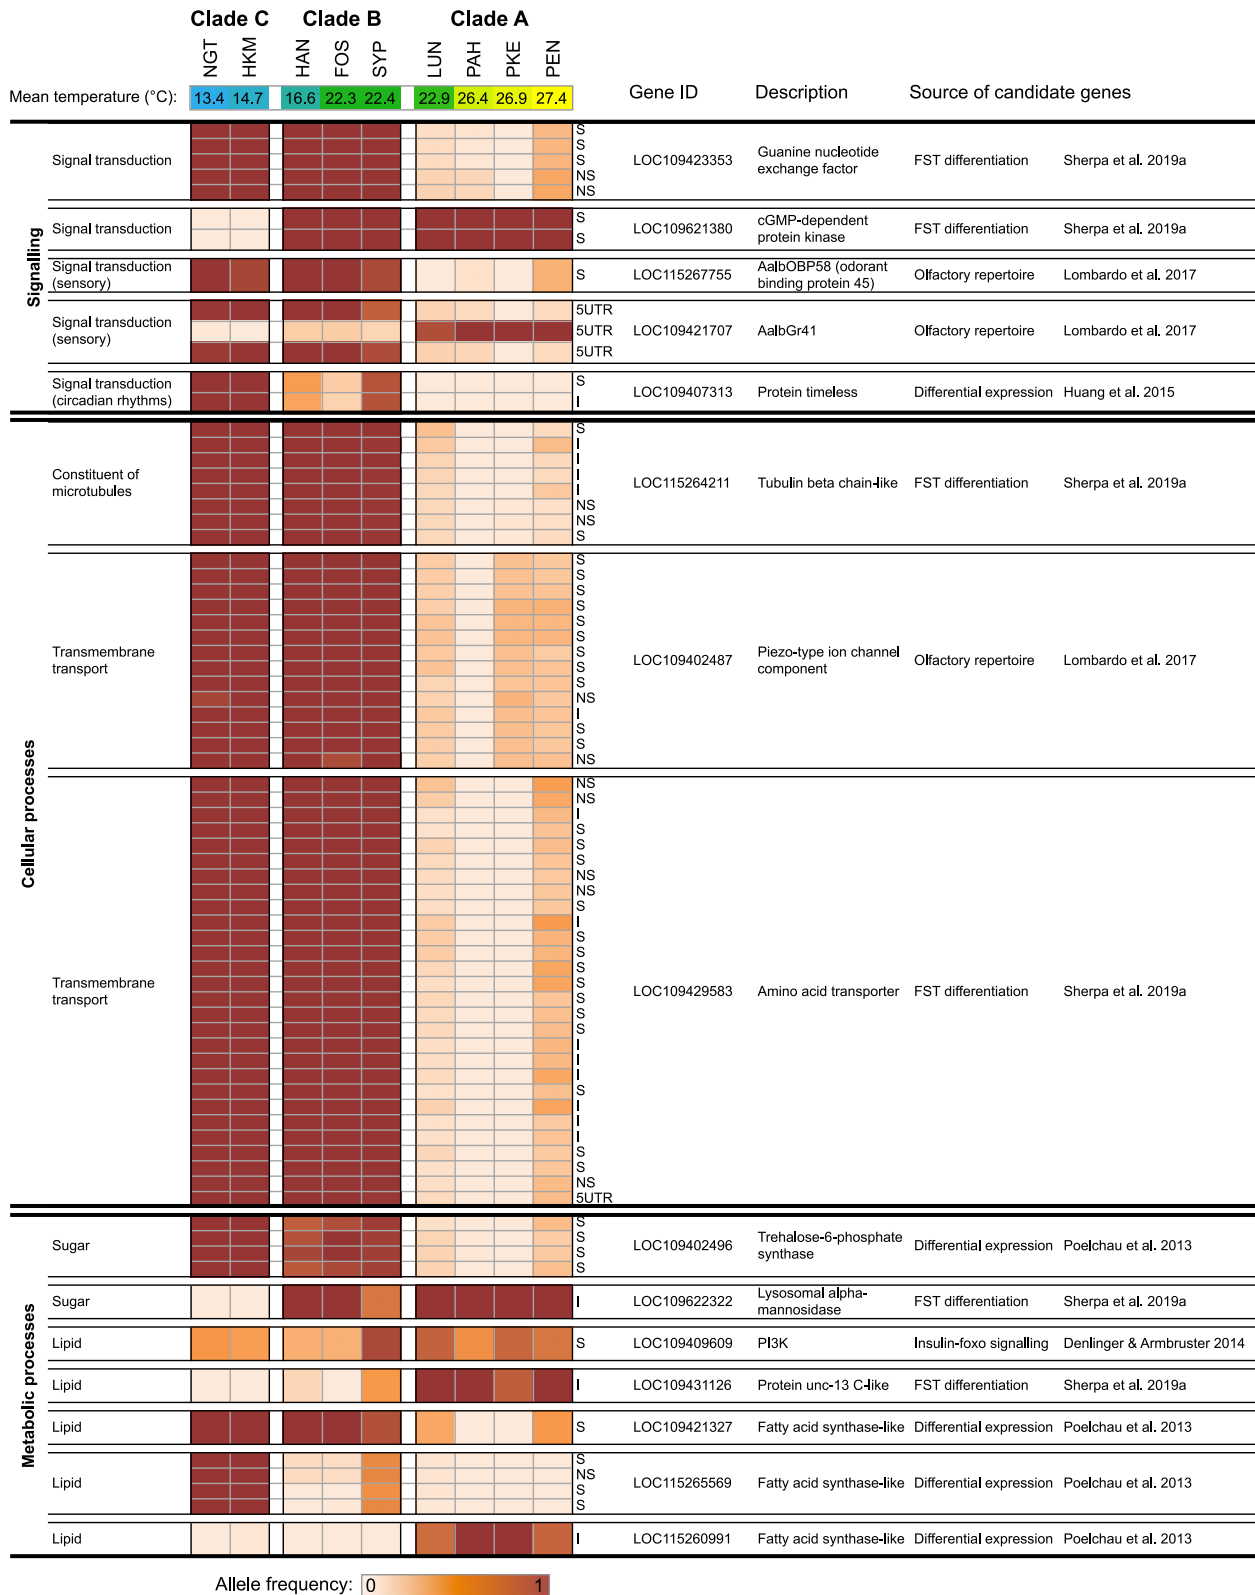 Clade C Clade B Clade A
NGT HKM HAN FOS SYP LUN PAH PKE PEN
Mean temperature (°C): 13.4 14.7 16.6 22.3 22.4 22.9 26.4 26.9 27.4 Gene ID Description Source of candidate genes
Signalling
Signal transduction
S
S
S
NS
NS
LOC109423353
Guanine nucleotide
exchange factor
FST differentiation
Sherpa et al. 2019a
Signal transduction
S
S
LOC109621380
cGMP-dependent
protein kinase
FST differentiation
Sherpa et al. 2019a
Signal transduction
(sensory)
S
LOC115267755
AalbOBP58 (odorant
binding protein 45)
Olfactory repertoire
Lombardo et al. 2017
Signal transduction
(sensory)
5UTR
5UTR
5UTR
LOC109421707
AalbGr41
Olfactory repertoire
Lombardo et al. 2017
Signal transduction
(circadian rhythms)
S
I
LOC109407313
Protein timeless
Differential expression
Huang et al. 2015
Cellular processes
Constituent of
microtubules
S
I
I
I
I
NS
NS
S
LOC115264211
Tubulin beta chain-like
FST differentiation
Sherpa et al. 2019a
Transmembrane
transport
S
S
S
S
S
S
S
S
S
NS
I
S
S
NS
LOC109402487
Piezo-type ion channel
component
Olfactory repertoire
Lombardo et al. 2017
Transmembrane
transport
NS
NS
I
S
S
S
NS
NS
S
I
S
S
S
S
S
S
S
I
I
I
S
I
I
I
S
S
NS
5UTR
LOC109429583
Amino acid transporter
FST differentiation
Sherpa et al. 2019a
Metabolic processes
Sugar
S
S
S
S
LOC109402496
Trehalose-6-phosphate
synthase
Differential expression
Poelchau et al. 2013
Sugar
I
LOC109622322
Lysosomal alpha-
mannosidase
FST differentiation
Sherpa et al. 2019a
Lipid
S
LOC109409609
PI3K
Insulin-foxo signalling
Denlinger & Armbruster 2014
Lipid
I
LOC109431126
Protein unc-13 C-like
FST differentiation
Sherpa et al. 2019a
Lipid
S
LOC109421327
Fatty acid synthase-like
Differential expression
Poelchau et al. 2013
Lipid
S
NS
S
S
LOC115265569
Fatty acid synthase-like
Differential expression
Poelchau et al. 2013
Lipid
I
LOC115260991
Fatty acid synthase-like
Differential expression
Poelchau et al. 2013
Allele frequency: 0 1